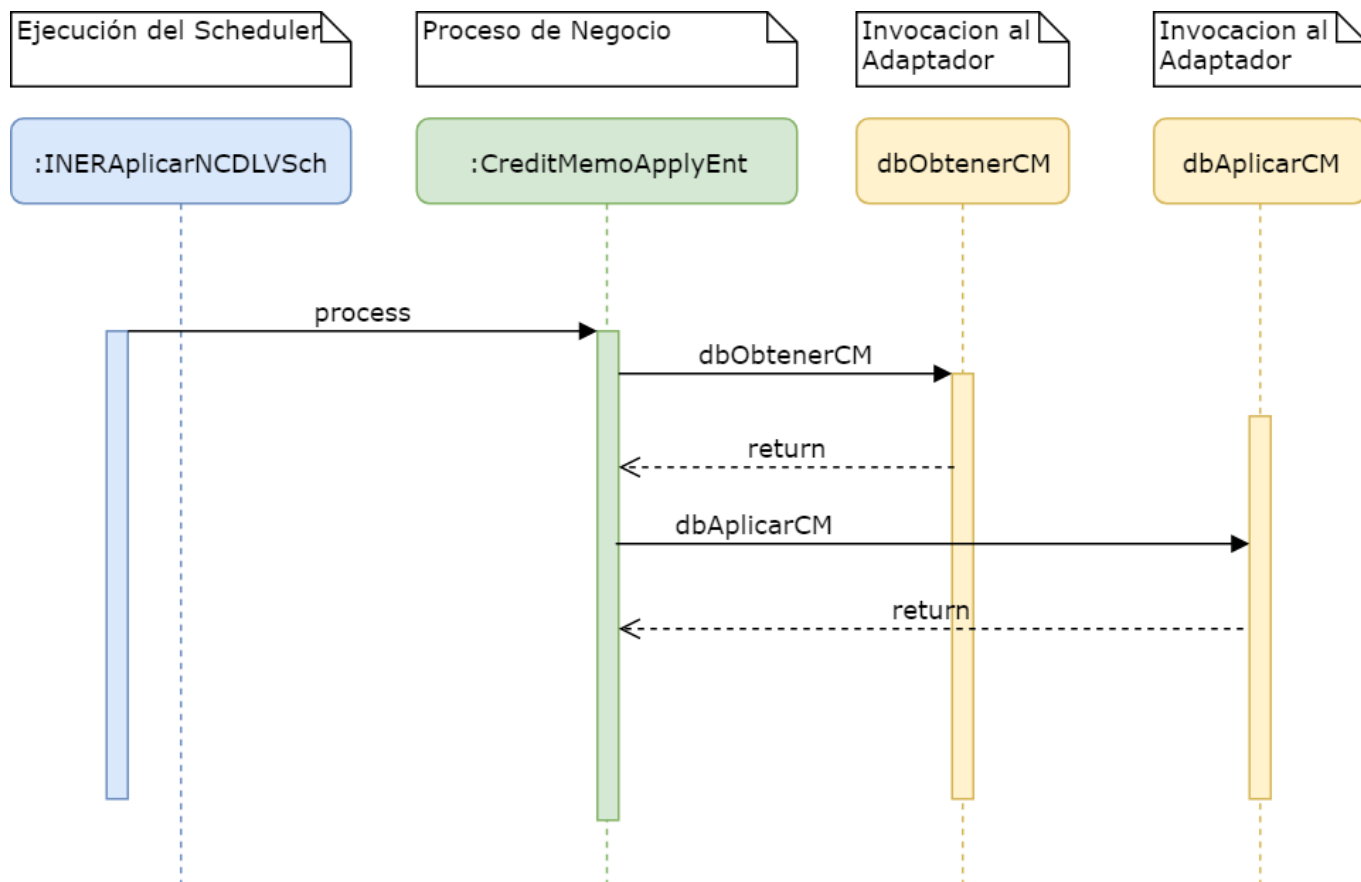 Ejecución del Scheduler
Proceso de Negocio
Invocacion al
Adaptador
Invocacion al
Adaptador
:INERAplicarNCDLVSch
:CreditMemoApplyEnt
dbObtenerCM
dbAplicarCM
process
dbObtenerCM
return
dbAplicarCM
return